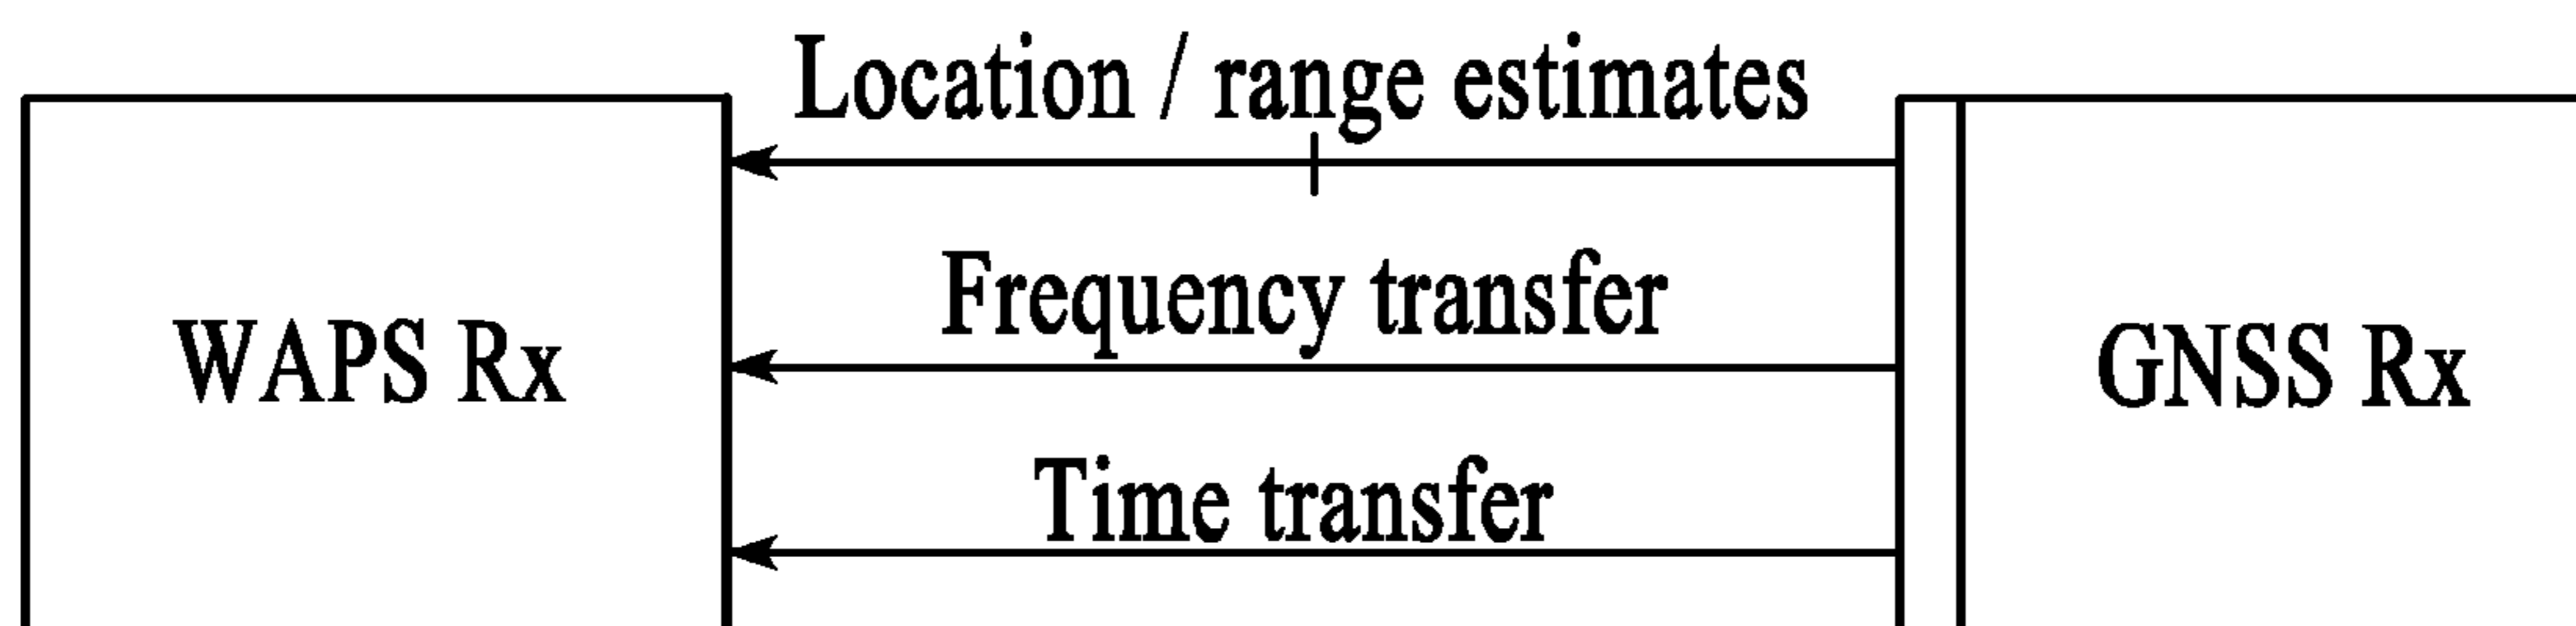 Location / range estimates
Frequency transfer
WAPS Rx
GNSS Rx
Time transfer